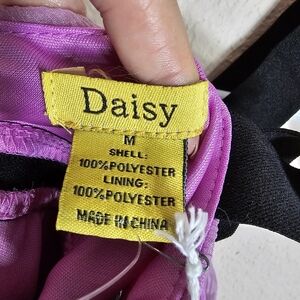 Daisy
M
SHELL:
100%POLYESTER
LINING:
100%POLYESTER
MADE IN CHINA